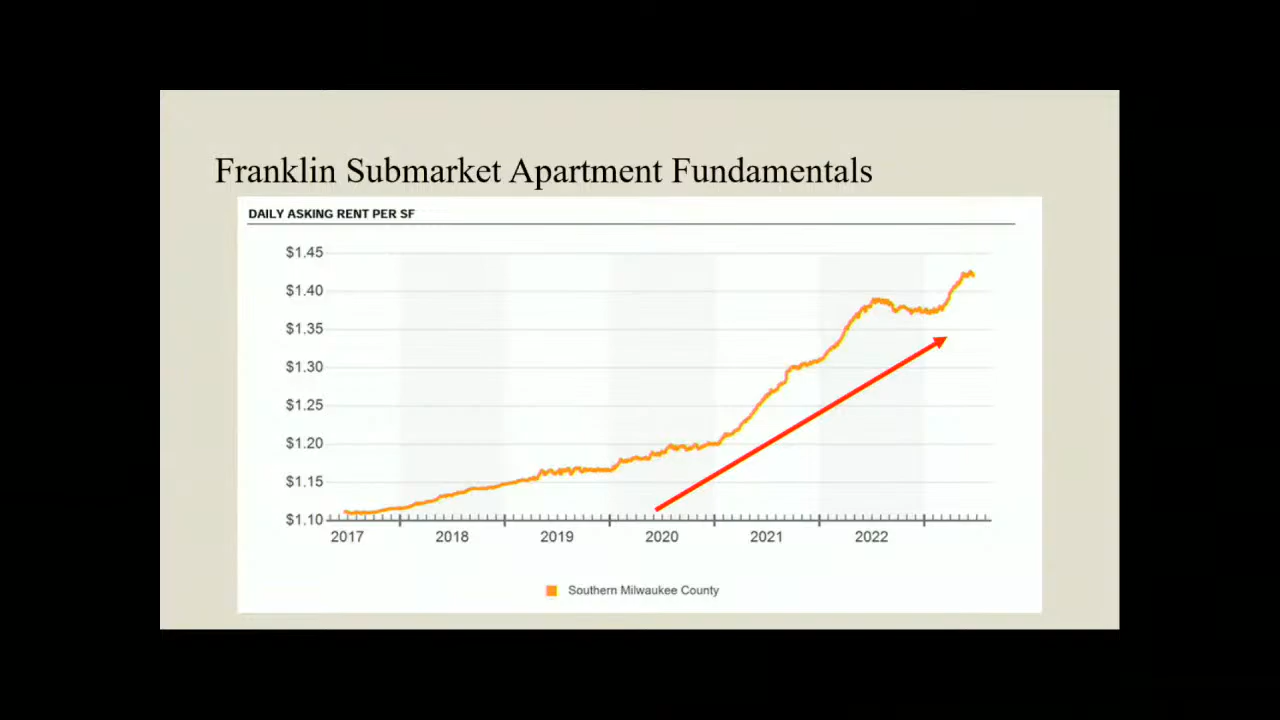 Franklin Submarket Apartment Fundamentals
DAILY ASKING RENT PER SF
$1.45
$1.40
$1.35
$1.30
$1.25
$1.20
$1.15
$1.10
2017 2018 2019 2020 2021 2022
Southern Milwaukee County